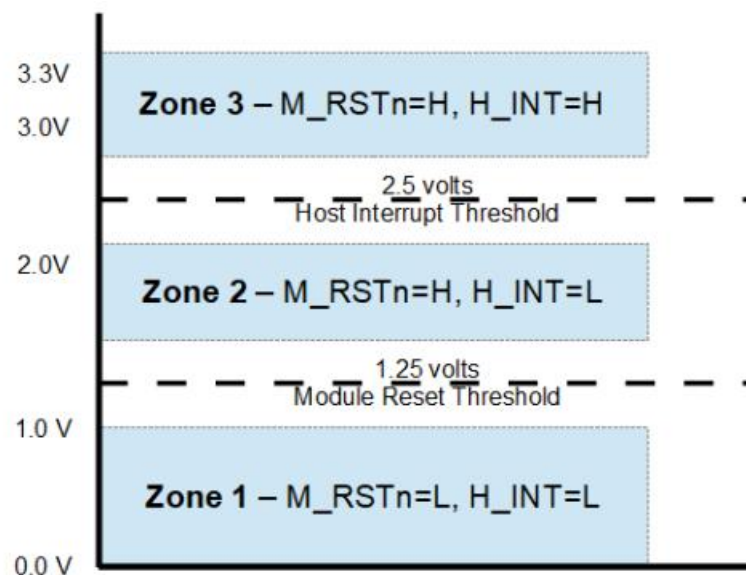 3.3V
Zone 3 – M_RSTn=H, H_INT=H
3.0V
2.5 volts
Host Interrupt Threshold
2.0V
Zone 2 – M_RSTn=H, H_INT=L
1.25 volts
Module Reset Threshold
1.0 V
Zone 1 – M_RSTn=L, H_INT=L
0.0 V